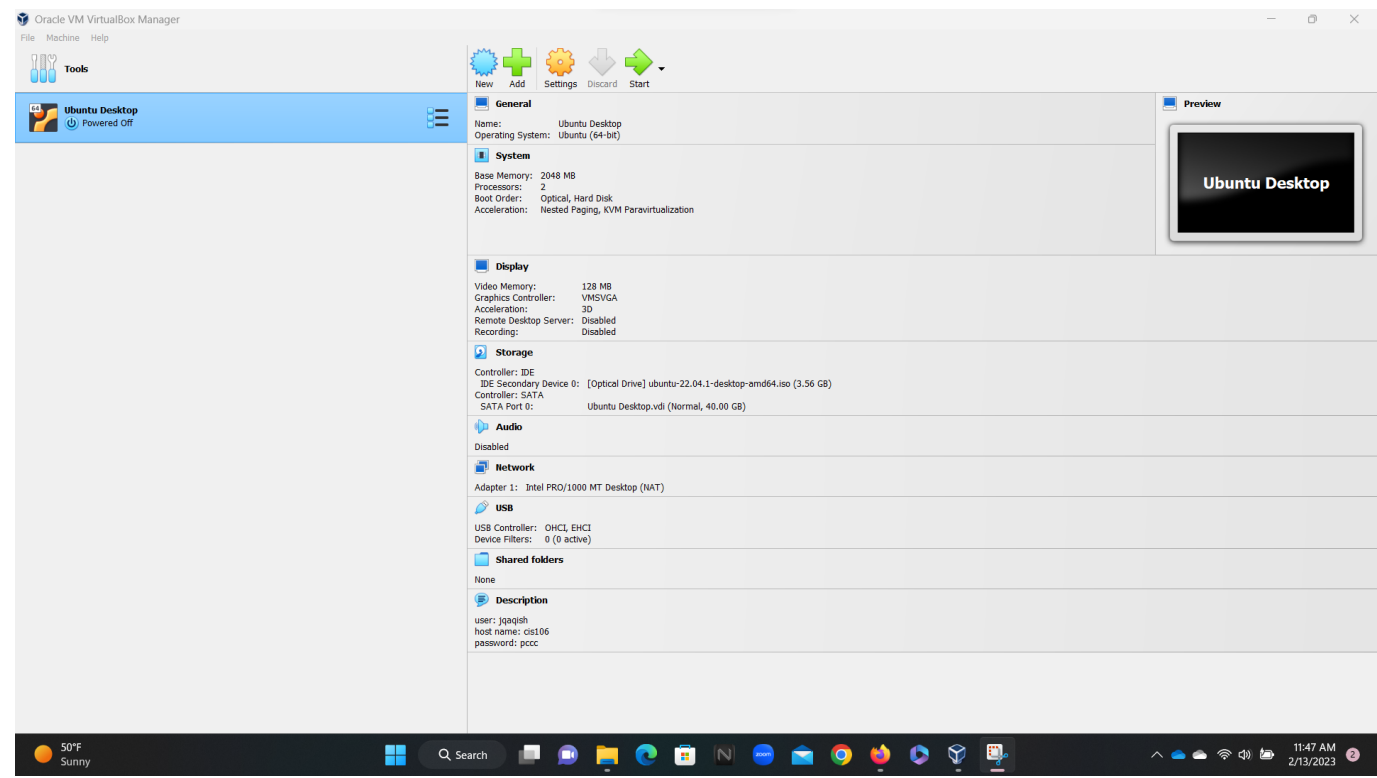 Oracle VM VirtualBox Manager
File Machine Help
Tools
New Add Settings Discard Start
64
Ubuntu Desktop
Powered Off
General
Name: Ubuntu Desktop
Operating System: Ubuntu (64-bit)
Preview
Ubuntu Desktop
System
Base Memory: 2048 MB
Processors: 2
Boot Order: Optical, Hard Disk
Acceleration: Nested Paging, KVM Paravirtualization
Display
Video Memory: 128 MB
Graphics Controller: VMSVGA
Acceleration: 3D
Remote Desktop Server: Disabled
Recording: Disabled
Storage
Controller: IDE
IDE Secondary Device 0: [Optical Drive] ubuntu-22.04.1-desktop-amd64.iso (3.56 GB)
Controller: SATA
SATA Port 0: Ubuntu Desktop.vdi (Normal, 40.00 GB)
Audio
Disabled
Network
Adapter 1: Intel PRO/1000 MT Desktop (NAT)
USB
USB Controller: OHCI, EHCI
Device Filters: 0 (0 active)
Shared folders
None
Description
user: jqaqish
host name: cis106
password: pccc
50°F
Sunny
Search
zoom
11:47 AM
2/13/2023
2